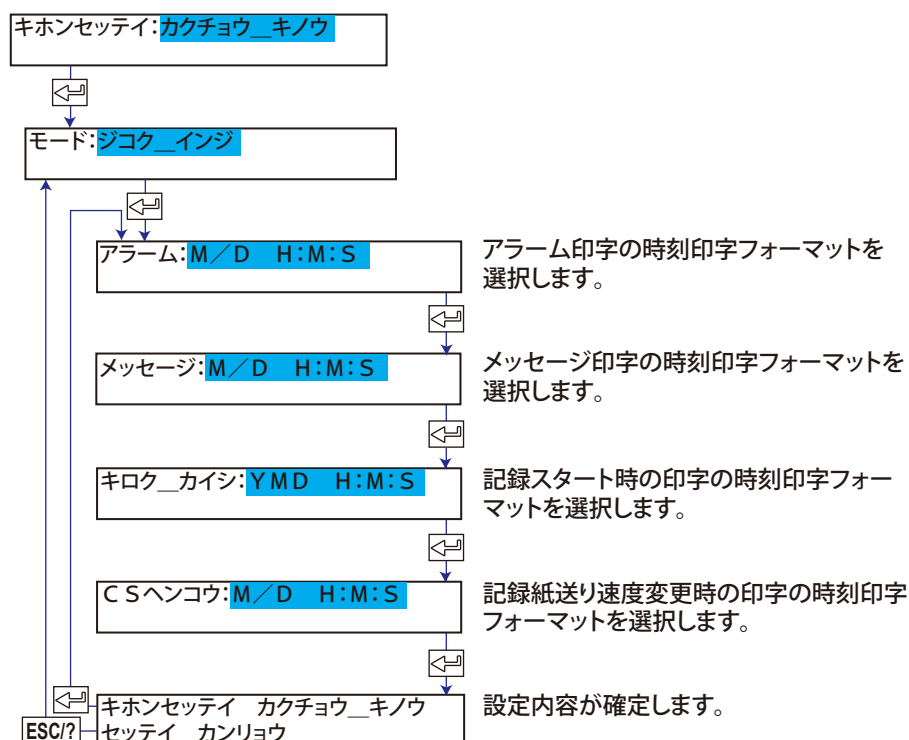 キホンセッテイ：カクチョウ＿キノウ
モード：ジコク＿インジ
アラーム：M／D　H：M：S
アラーム印字の時刻印字フォーマットを
選択します。
メッセージ：M／D　H：M：S
メッセージ印字の時刻印字フォーマットを
選択します。
キロク＿カイシ：YMD　H：M：S
記録スタート時の印字の時刻印字フォー
マットを選択します。
CSヘンコウ：M／D　H：M：S
記録紙送り速度変更時の印字の時刻印字
フォーマットを選択します。
キホンセッテイ　カクチョウ＿キノウ
設定内容が確定します。
ESC/?
セッテイ　カンリョウ